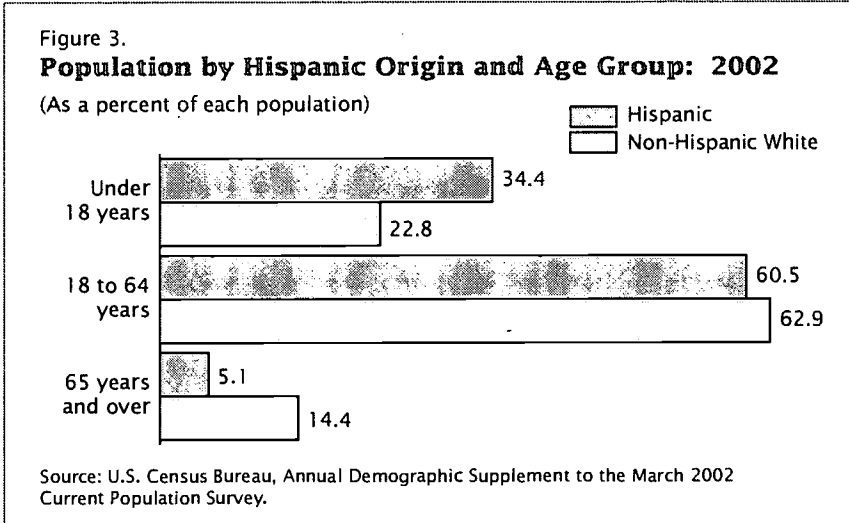 Figure 3.
Population by Hispanic Origin and Age Group: 2002
(As a percent of each population)
Hispanic
Non-Hispanic White
Under
18 years
34.4
22.8
18 to 64
years
60.5
62.9
65 years
and over
5.1
14.4
Source: U.S. Census Bureau, Annual Demographic Supplement to the March 2002
Current Population Survey.